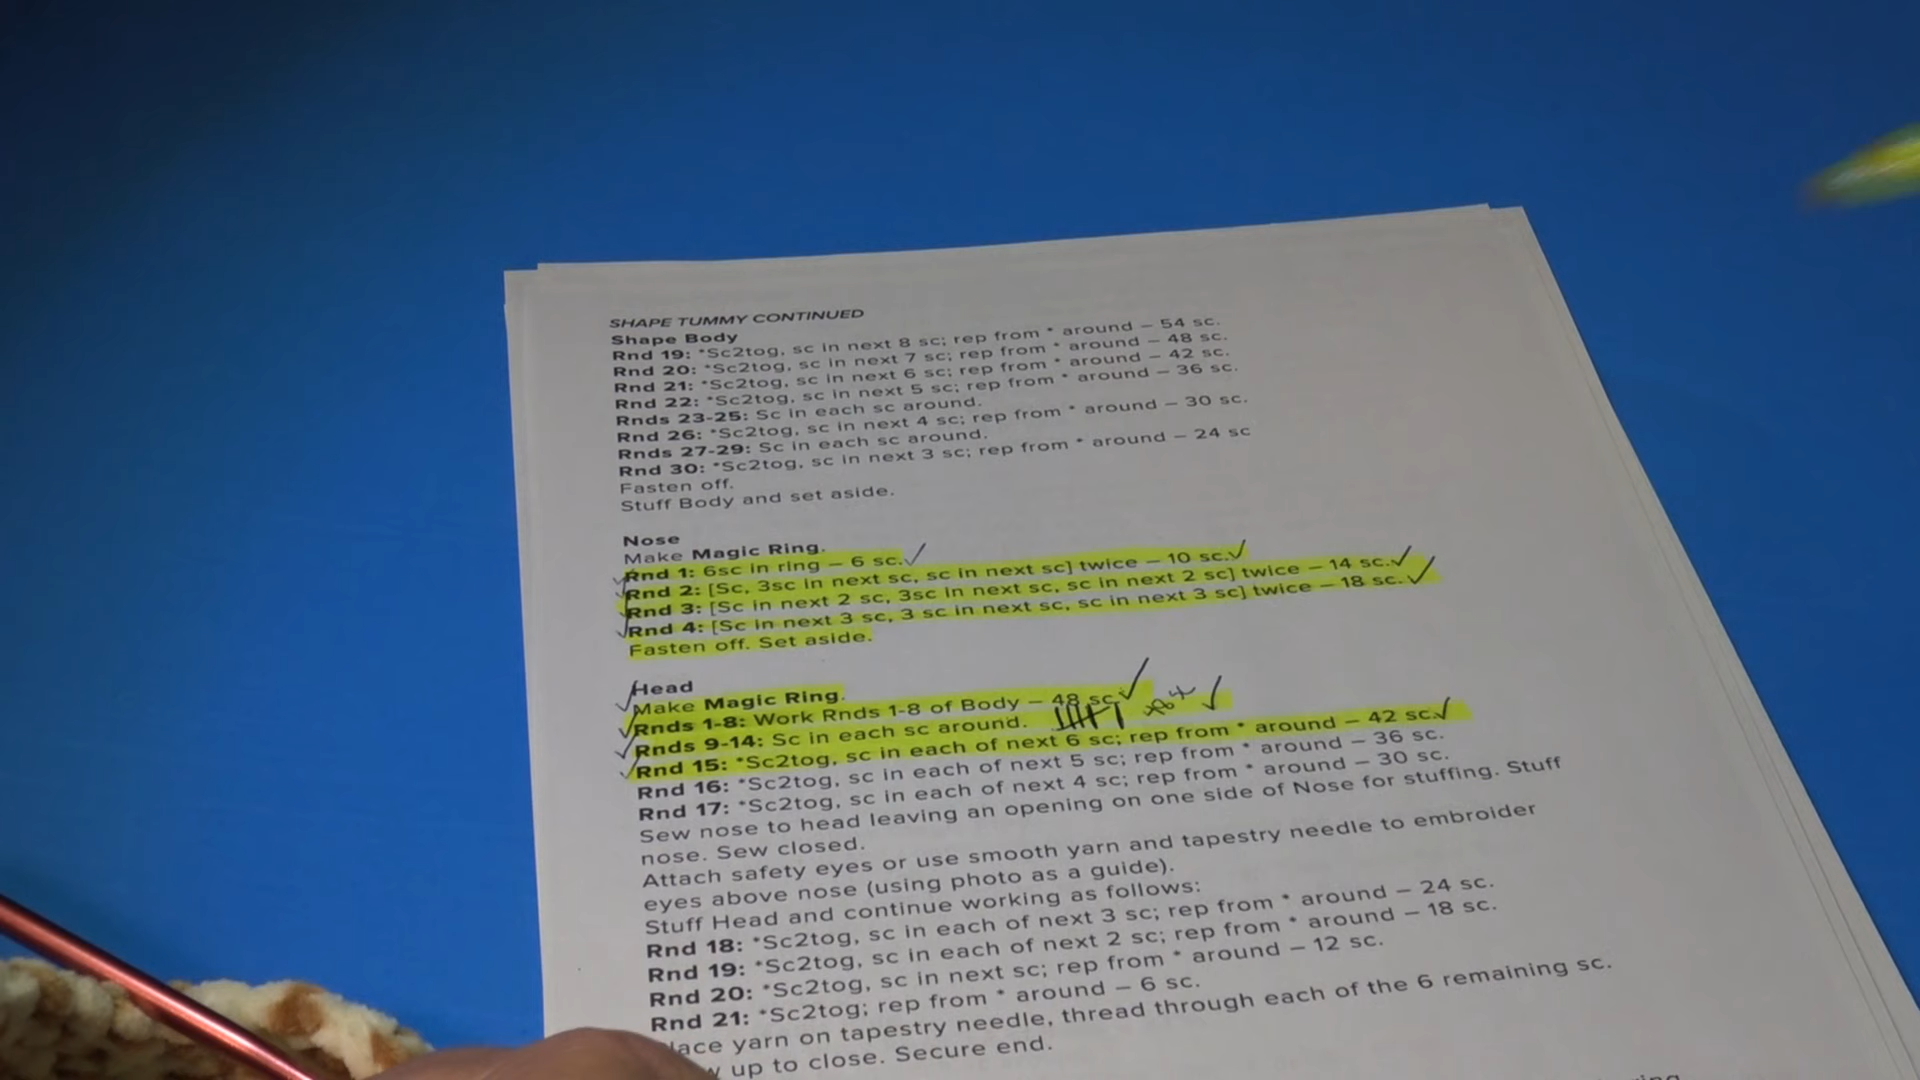 SHAPE TUMMY CONTINUED
Shape Body
Rnd 19: *Sc2tog, sc in next 8 sc; rep from * around – 54 sc.
Rnd 20: *Sc2tog, sc in next 7 sc; rep from * around – 48 sc.
Rnd 21: *Sc2tog, sc in next 6 sc; rep from * around – 42 sc.
Rnd 22: *Sc2tog, sc in next 5 sc; rep from * around – 36 sc.
Rnds 23-25: Sc in each sc around.
Rnd 26: *Sc2tog, sc in next 4 sc; rep from * around – 30 sc.
Rnds 27-29: Sc in each sc around.
Rnd 30: *Sc2tog, sc in next 3 sc; rep from * around – 24 sc
Fasten off.
Stuff Body and set aside.
Nose
Make Magic Ring.
Rnd 1: 6sc in ring – 6 sc.
Rnd 2: [Sc, 3sc in next sc, sc in next sc] twice – 10 sc.
Rnd 3: [Sc in next 2 sc, 3sc in next sc, sc in next 2 sc] twice – 14 sc.
Rnd 4: [Sc in next 3 sc, 3 sc in next sc, sc in next 3 sc] twice – 18 sc.
Fasten off. Set aside.
Head
Make Magic Ring.
Rnds 1-8: Work Rnds 1-8 of Body – 48 sc.
Rnds 9-14: Sc in each sc around.
Rnd 15: *Sc2tog, sc in each of next 6 sc; rep from * around – 42 sc.
Rnd 16: *Sc2tog, sc in each of next 5 sc; rep from * around – 36 sc.
Rnd 17: *Sc2tog, sc in each of next 4 sc; rep from * around – 30 sc.
Sew nose to head leaving an opening on one side of Nose for stuffing. Stuff
nose. Sew closed.
Attach safety eyes or use smooth yarn and tapestry needle to embroider
eyes above nose (using photo as a guide).
Stuff Head and continue working as follows:
Rnd 18: *Sc2tog, sc in each of next 3 sc; rep from * around – 24 sc.
Rnd 19: *Sc2tog, sc in each of next 2 sc; rep from * around – 18 sc.
Rnd 20: *Sc2tog, sc in next sc; rep from * around – 12 sc.
Rnd 21: *Sc2tog; rep from * around – 6 sc.
yarn on tapestry needle, thread through each of the 6 remaining sc.
up to close. Secure end.